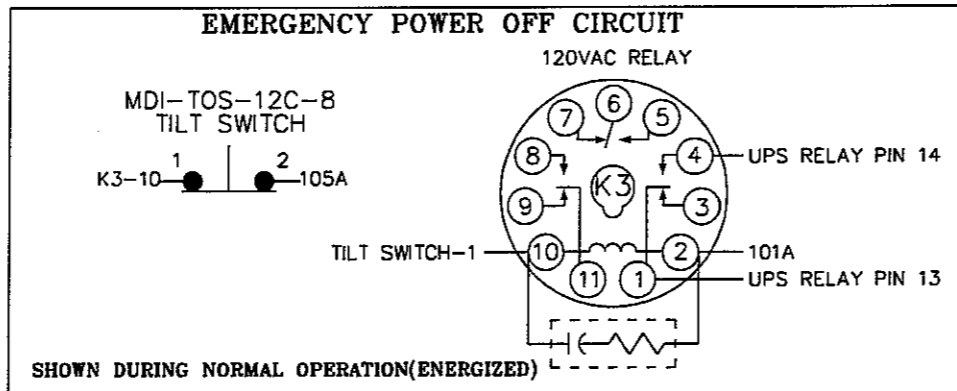 EMERGENCY POWER OFF CIRCUIT
120VAC RELAY
MDI-TOS-12C-8
TILT SWITCH
1
2
K3-10
105A
6
7
5
8
4
UPS RELAY PIN 14
K3
9
3
TILT SWITCH-1
10
2
101A
11
1
UPS RELAY PIN 13
SHOWN DURING NORMAL OPERATION(ENERGIZED)